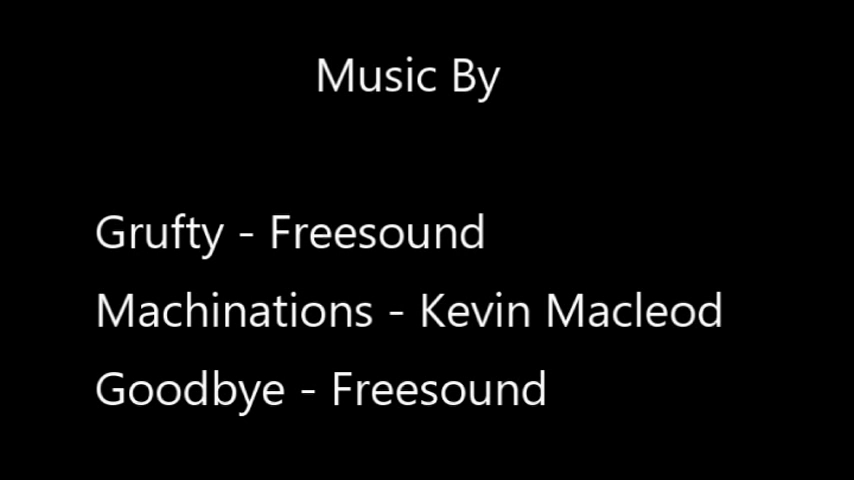 Music By
Grufty - Freesound
Machinations - Kevin Macleod
Goodbye - Freesound